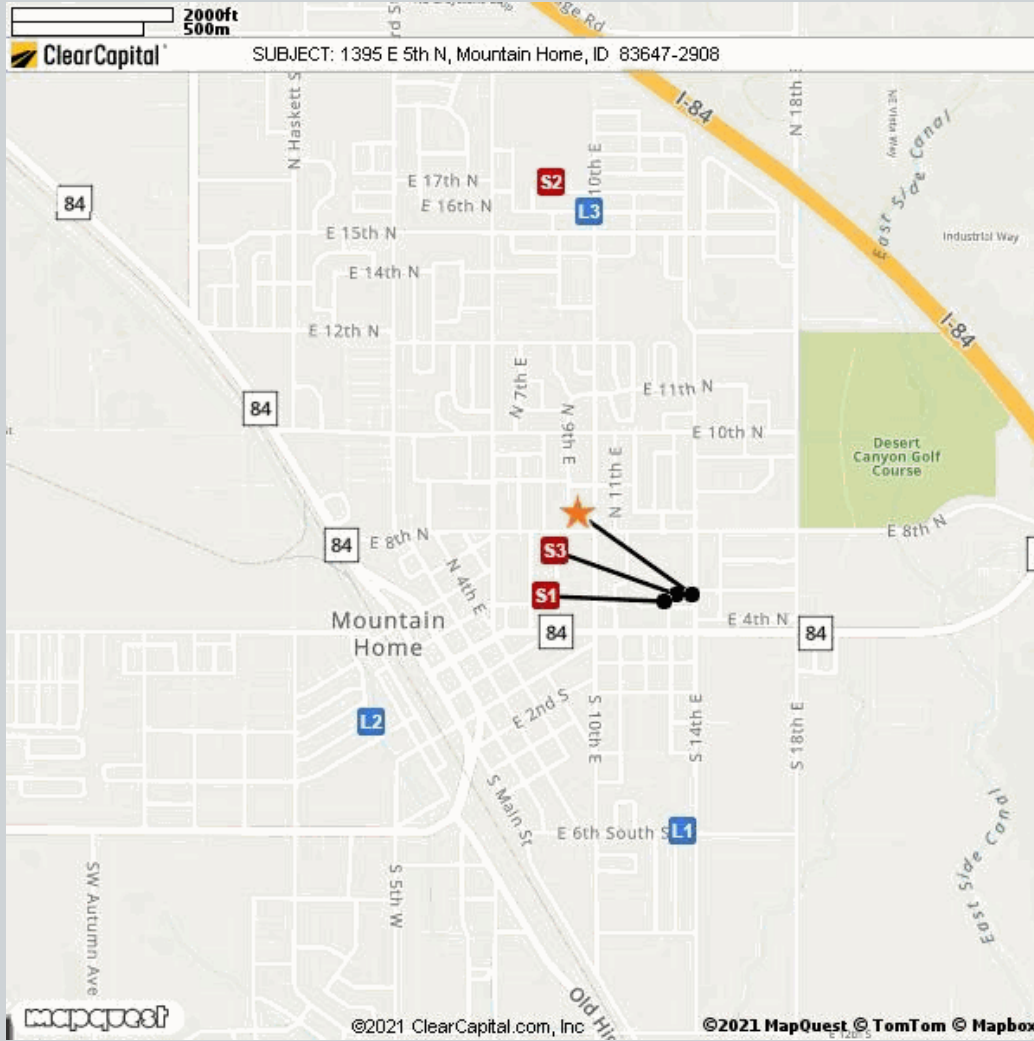 2000ft
500m
ClearCapital
SUBJECT: 1395 E 5th N, Mountain Home, ID 83647-2908
I-84
N 18th E
NE Vista Way
East Side Canal
N Haskett S
10th E
84
S2
E 17th N
L3
E 16th N
E 15th N
Industrial Way
E 14th N
E 12th N
I-84
N 7th E
E 11th N
84
N 9th E
E 10th N
Desert
Canyon Golf
Course
N 11th E
E 8th N
84
E 8th N
S3
N 4th E
S1
Mountain
Home
84
E 4th N
84
E 2nd S
S 10th E
S 14th E
S 18th E
L2
S Main St
E 6th South S
L1
East Side Canal
SW Autumn Ave
S 5th W
Old
mapquest
©2021 ClearCapital.com, Inc
©2021 MapQuest © TomTom © Mapbox